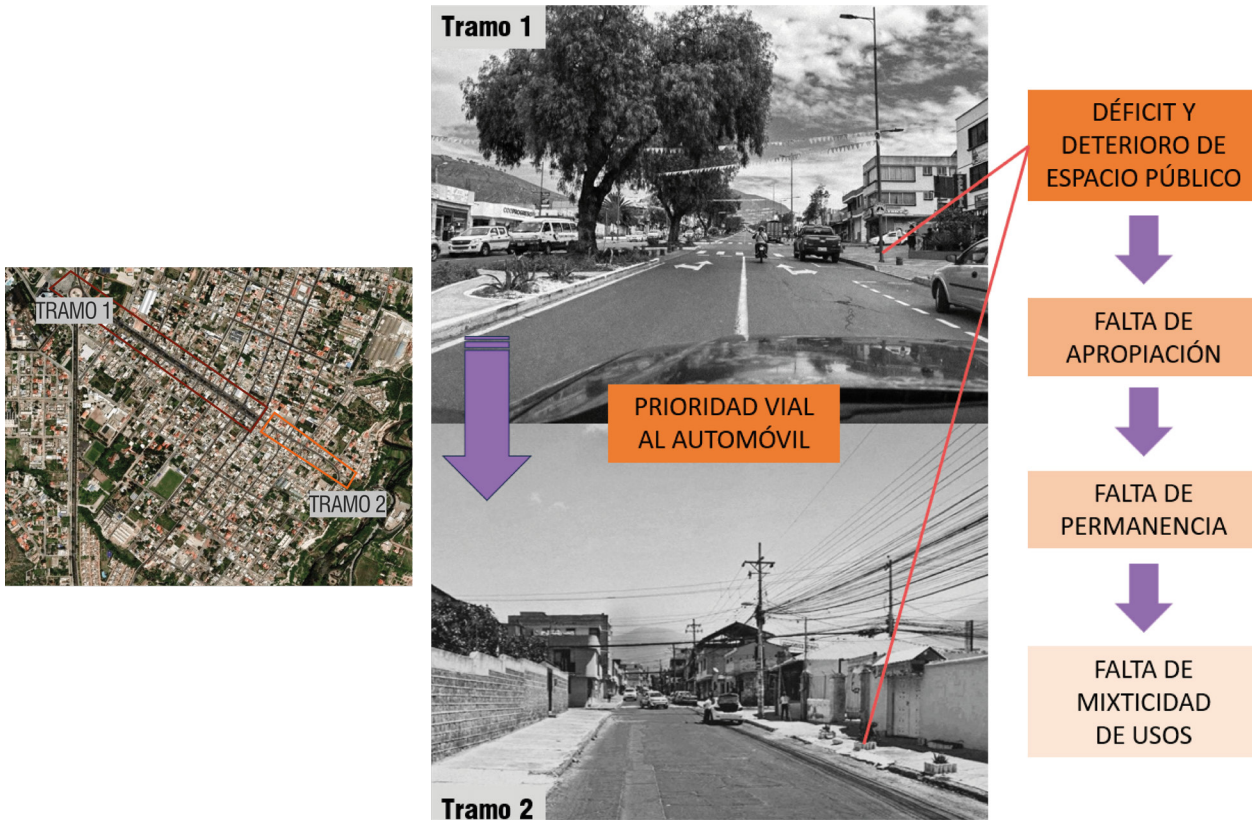 Tramo 1
TRAMO 1
TRAMO 2
PRIORIDAD VIAL
AL AUTOMÓVIL
Tramo 2
DÉFICIT Y
DETERIORO DE
ESPACIO PÚBLICO
FALTA DE
APROPIACIÓN
FALTA DE
PERMANENCIA
FALTA DE
MIXTICIDAD
DE USOS